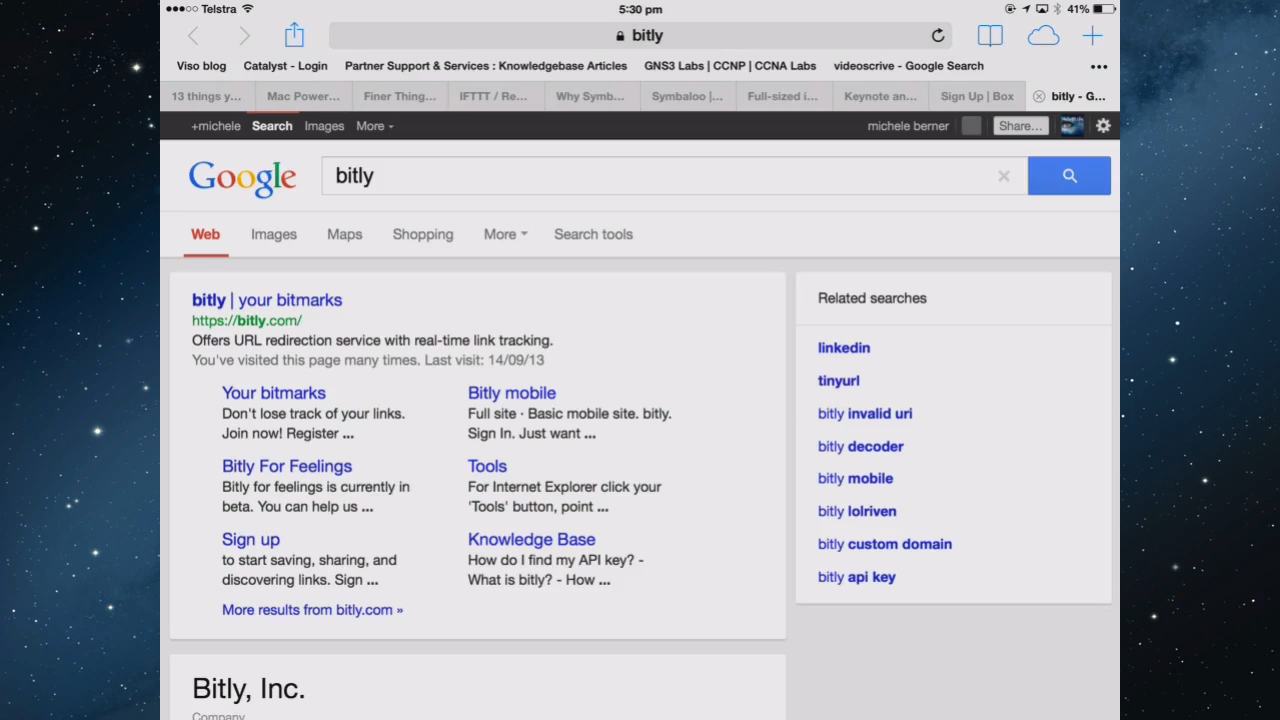 Telstra 5:30 pm 41%
bitly
Viso blog Catalyst - Login Partner Support & Services : Knowledgebase Articles GNS3 Labs | CCNP | CCNA Labs videoscrive - Google Search
13 things y... Mac Power... Finer Thing... IFTTT / Re... Why Symb... Symbaloo |... Full-sized i... Keynote an... Sign Up | Box bitly - G...
+michele Search Images More michele berner Share...
Google bitly
Web Images Maps Shopping More Search tools
bitly | your bitmarks
https://bitly.com/
Offers URL redirection service with real-time link tracking.
You've visited this page many times. Last visit: 14/09/13
Your bitmarks
Don't lose track of your links.
Join now! Register ...
Bitly mobile
Full site · Basic mobile site. bitly.
Sign In. Just want ...
Bitly For Feelings
Bitly for feelings is currently in
beta. You can help us ...
Tools
For Internet Explorer click your
'Tools' button, point ...
Sign up
to start saving, sharing, and
discovering links. Sign ...
Knowledge Base
How do I find my API key? -
What is bitly? - How ...
More results from bitly.com »
Bitly, Inc.
Company
Related searches
linkedin
tinyurl
bitly invalid uri
bitly decoder
bitly mobile
bitly lolriven
bitly custom domain
bitly api key